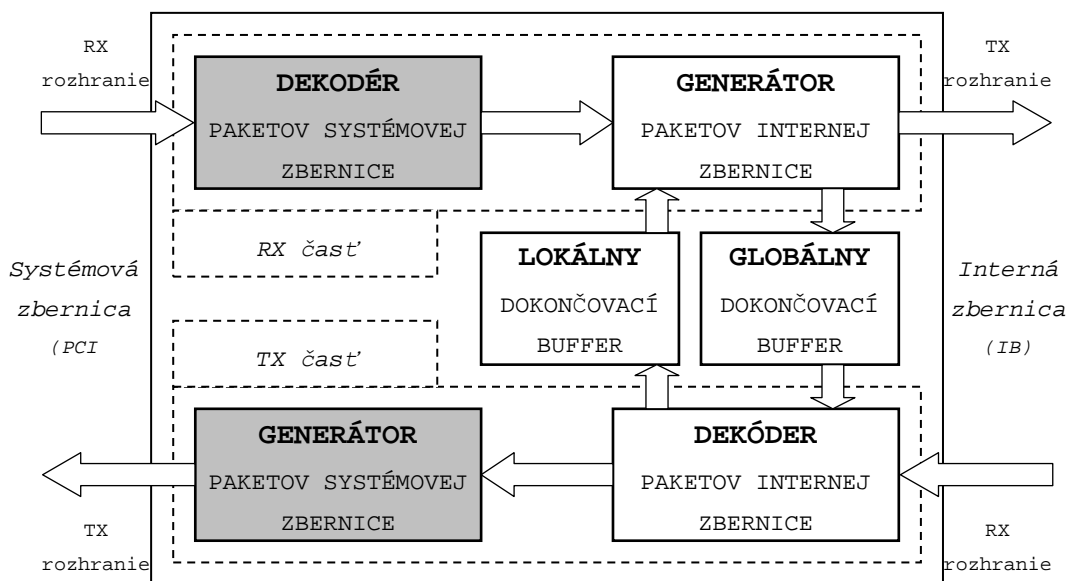 RX
rozhranie
DEKODÉR
PAKETOV SYSTÉMOVEJ
ZBERNICE
GENERÁTOR
PAKETOV INTERNEJ
ZBERNICE
TX
rozhranie
RX časť
Systémová
zbernica
(PCI
LOKÁLNY
DOKONČOVACÍ
BUFFER
GLOBÁLNY
DOKONČOVACÍ
BUFFER
Interná
zbernica
(IB)
TX časť
GENERÁTOR
PAKETOV SYSTÉMOVEJ
ZBERNICE
DEKÓDER
PAKETOV INTERNEJ
ZBERNICE
TX
rozhranie
RX
rozhranie